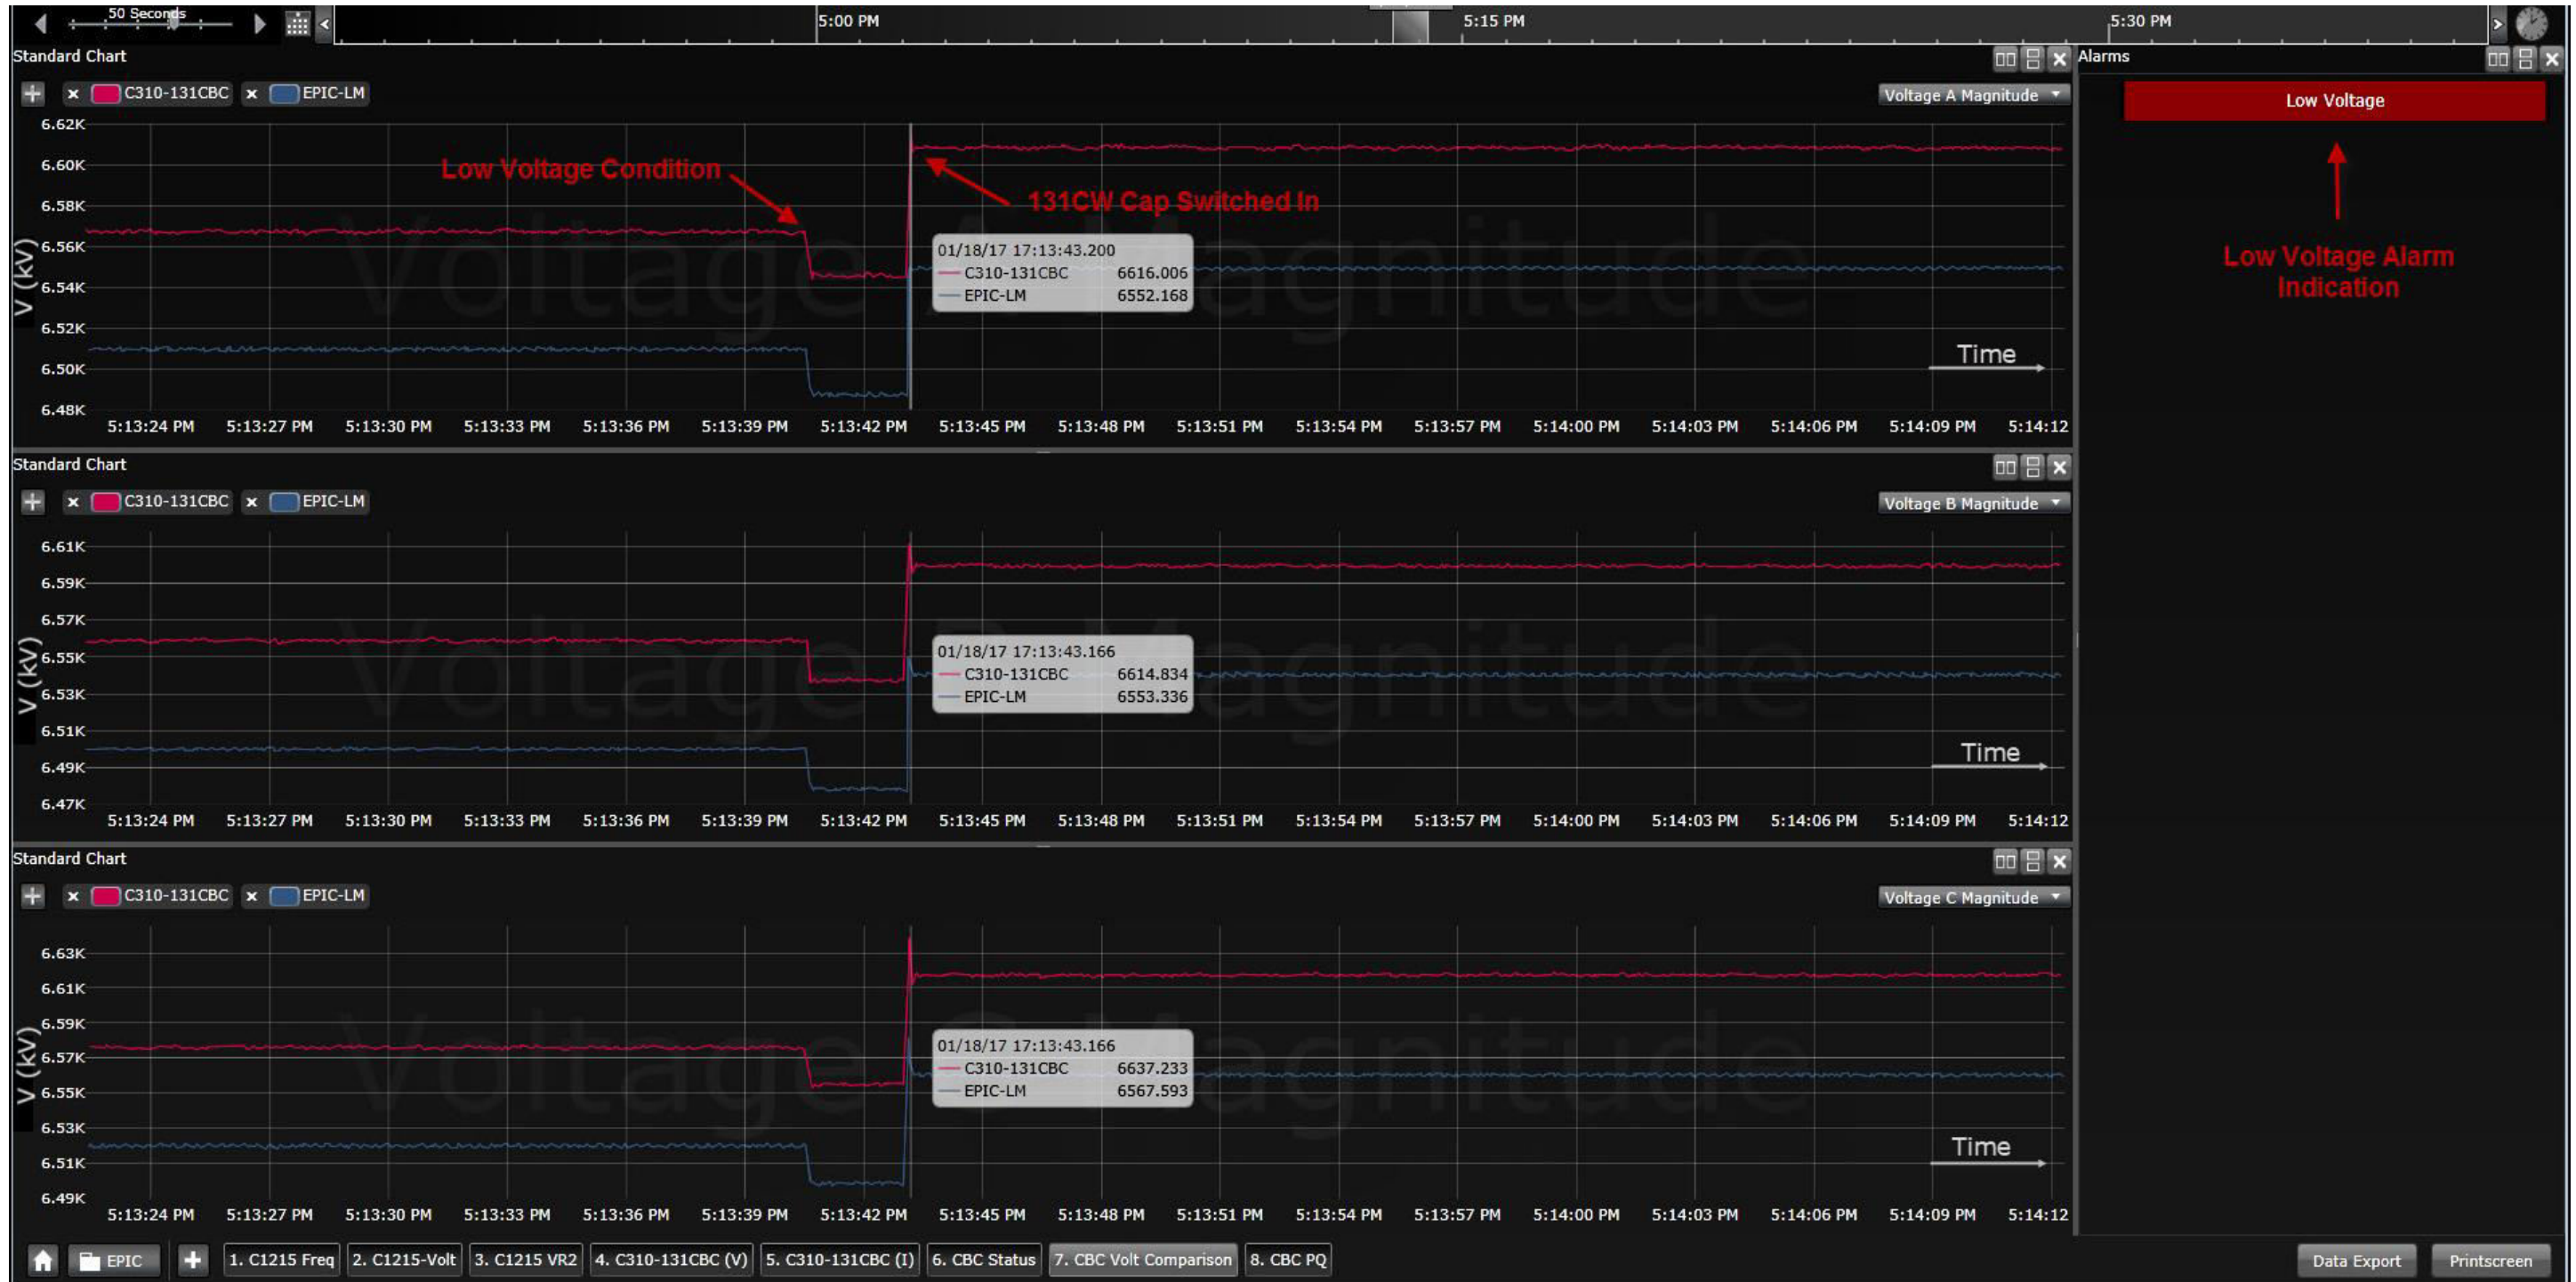 50 Seconds
5:00 PM
5:15 PM
5:30 PM
Standard Chart
C310-131CBC
EPIC-LM
Voltage A Magnitude
6.62K
6.60K
6.58K
6.56K
6.54K
6.52K
6.50K
6.48K
V (kV)
Voltage A Magnitude
Low Voltage Condition
131CW Cap Switched In
01/18/17 17:13:43.200
C310-131CBC 6616.006
EPIC-LM 6552.168
Time
5:13:24 PM 5:13:27 PM 5:13:30 PM 5:13:33 PM 5:13:36 PM 5:13:39 PM 5:13:42 PM 5:13:45 PM 5:13:48 PM 5:13:51 PM 5:13:54 PM 5:13:57 PM 5:14:00 PM 5:14:03 PM 5:14:06 PM 5:14:09 PM 5:14:12
Standard Chart
C310-131CBC
EPIC-LM
Voltage B Magnitude
6.61K
6.59K
6.57K
6.55K
6.53K
6.51K
6.49K
6.47K
V (kV)
Voltage B Magnitude
01/18/17 17:13:43.166
C310-131CBC 6614.834
EPIC-LM 6553.336
Time
5:13:24 PM 5:13:27 PM 5:13:30 PM 5:13:33 PM 5:13:36 PM 5:13:39 PM 5:13:42 PM 5:13:45 PM 5:13:48 PM 5:13:51 PM 5:13:54 PM 5:13:57 PM 5:14:00 PM 5:14:03 PM 5:14:06 PM 5:14:09 PM 5:14:12
Standard Chart
C310-131CBC
EPIC-LM
Voltage C Magnitude
6.63K
6.61K
6.59K
6.57K
6.55K
6.53K
6.51K
6.49K
V (kV)
Voltage C Magnitude
01/18/17 17:13:43.166
C310-131CBC 6637.233
EPIC-LM 6567.593
Time
5:13:24 PM 5:13:27 PM 5:13:30 PM 5:13:33 PM 5:13:36 PM 5:13:39 PM 5:13:42 PM 5:13:45 PM 5:13:48 PM 5:13:51 PM 5:13:54 PM 5:13:57 PM 5:14:00 PM 5:14:03 PM 5:14:06 PM 5:14:09 PM 5:14:12
Alarms
Low Voltage
Low Voltage Alarm
Indication
EPIC
1. C1215 Freq
2. C1215-Volt
3. C1215 VR2
4. C310-131CBC (V)
5. C310-131CBC (I)
6. CBC Status
7. CBC Volt Comparison
8. CBC PQ
Data Export
Printscreen